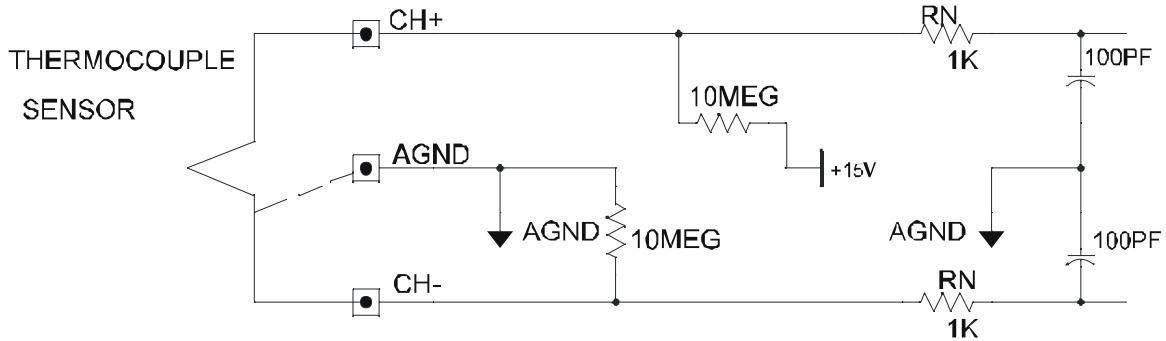 CH+
RN
1K
100PF
THERMOCOUPLE
SENSOR
10MEG
+15V
AGND
AGND
10MEG
AGND
100PF
CH-
RN
1K